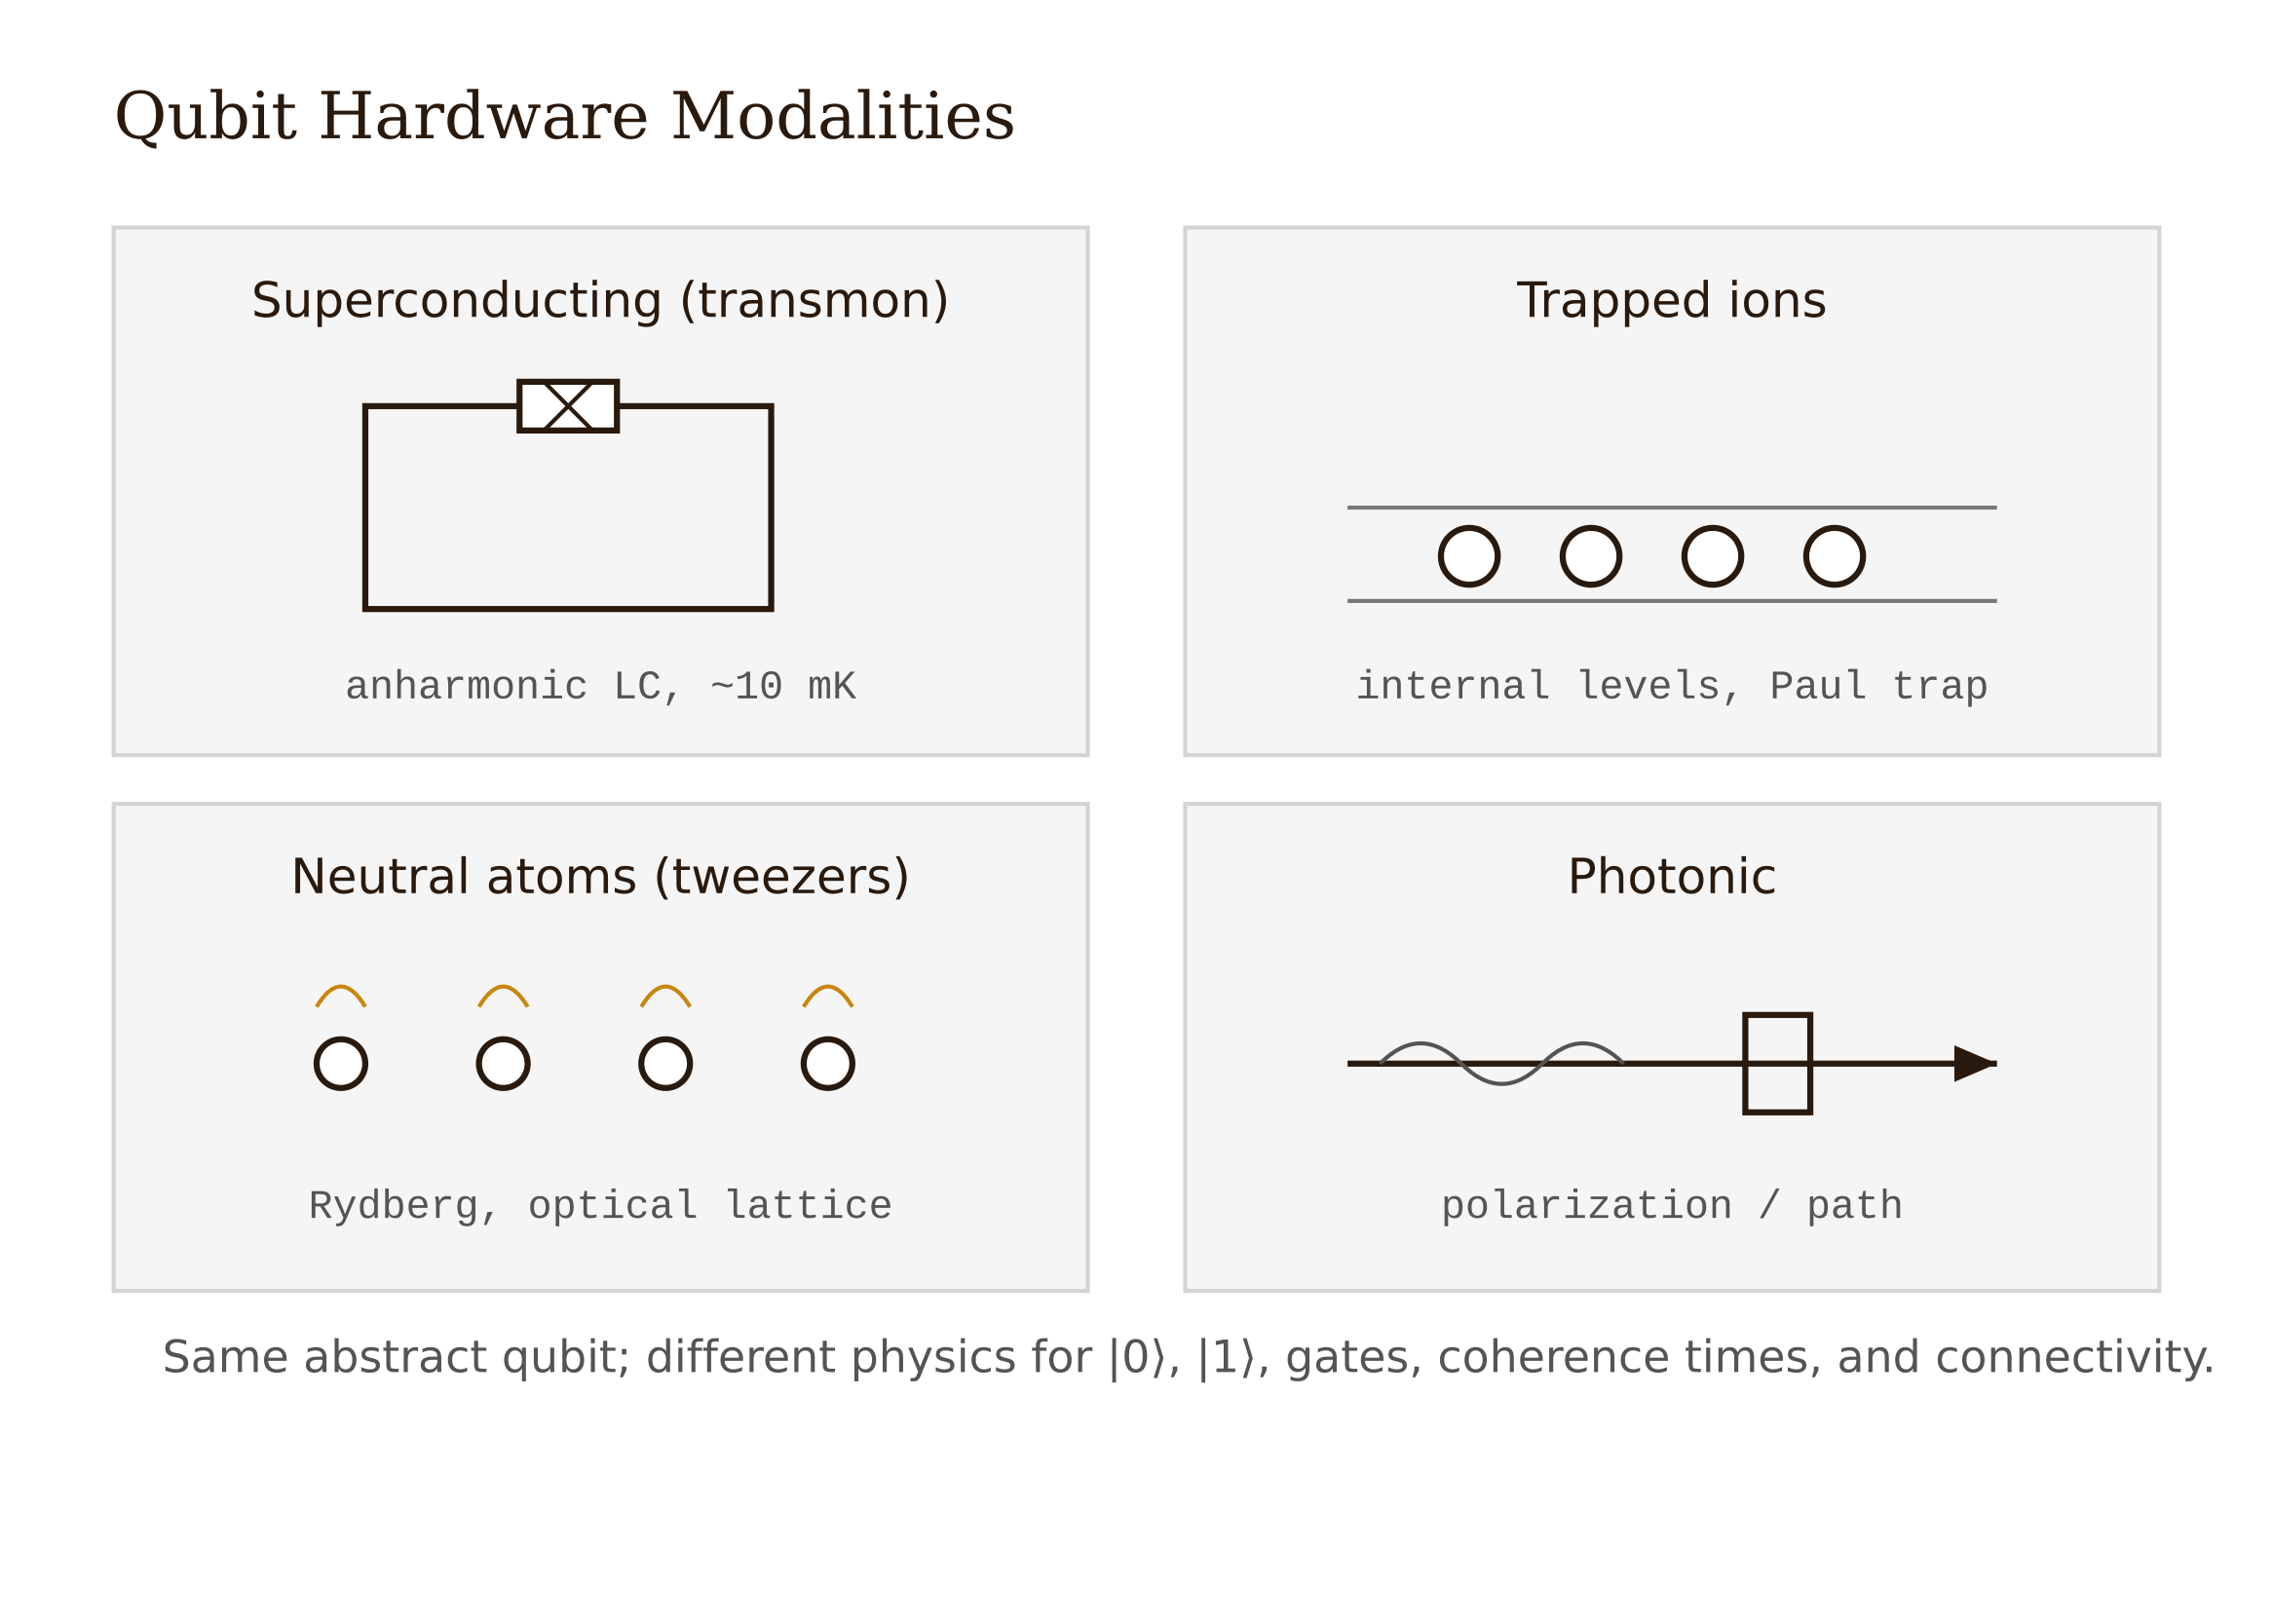 Qubit Hardware Modalities
Superconducting (transmon)
anharmonic LC, ~10 mK
Trapped ions
internal levels, Paul trap
Neutral atoms (tweezers)
Rydberg, optical lattice
Photonic
polarization / path
Same abstract qubit; different physics for |0⟩, |1⟩, gates, coherence times, and connectivity.